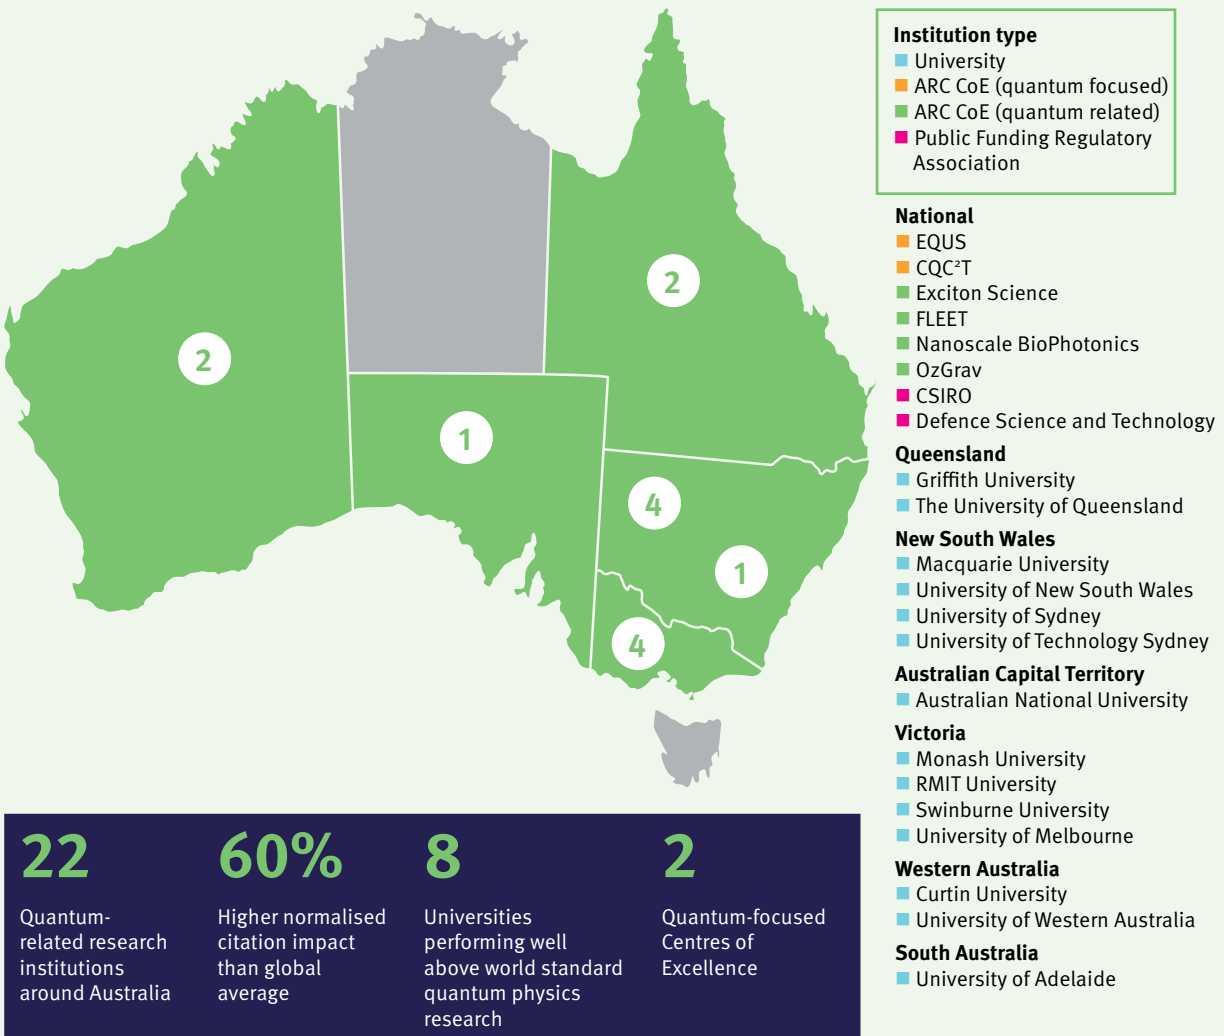 2
2
1
4
1
4
Institution type
University
ARC CoE (quantum focused)
ARC CoE (quantum related)
Public Funding Regulatory
Association
National
EQUS
CQC²T
Exciton Science
FLEET
Nanoscale BioPhotonics
OzGrav
CSIRO
Defence Science and Technology
Queensland
Griffith University
The University of Queensland
New South Wales
Macquarie University
University of New South Wales
University of Sydney
University of Technology Sydney
Australian Capital Territory
Australian National University
Victoria
Monash University
RMIT University
Swinburne University
University of Melbourne
Western Australia
Curtin University
University of Western Australia
South Australia
University of Adelaide
22
Quantum-
related research
institutions
around Australia
60%
Higher normalised
citation impact
than global
average
8
Universities
performing well
above world standard
quantum physics
research
2
Quantum-focused
Centres of
Excellence